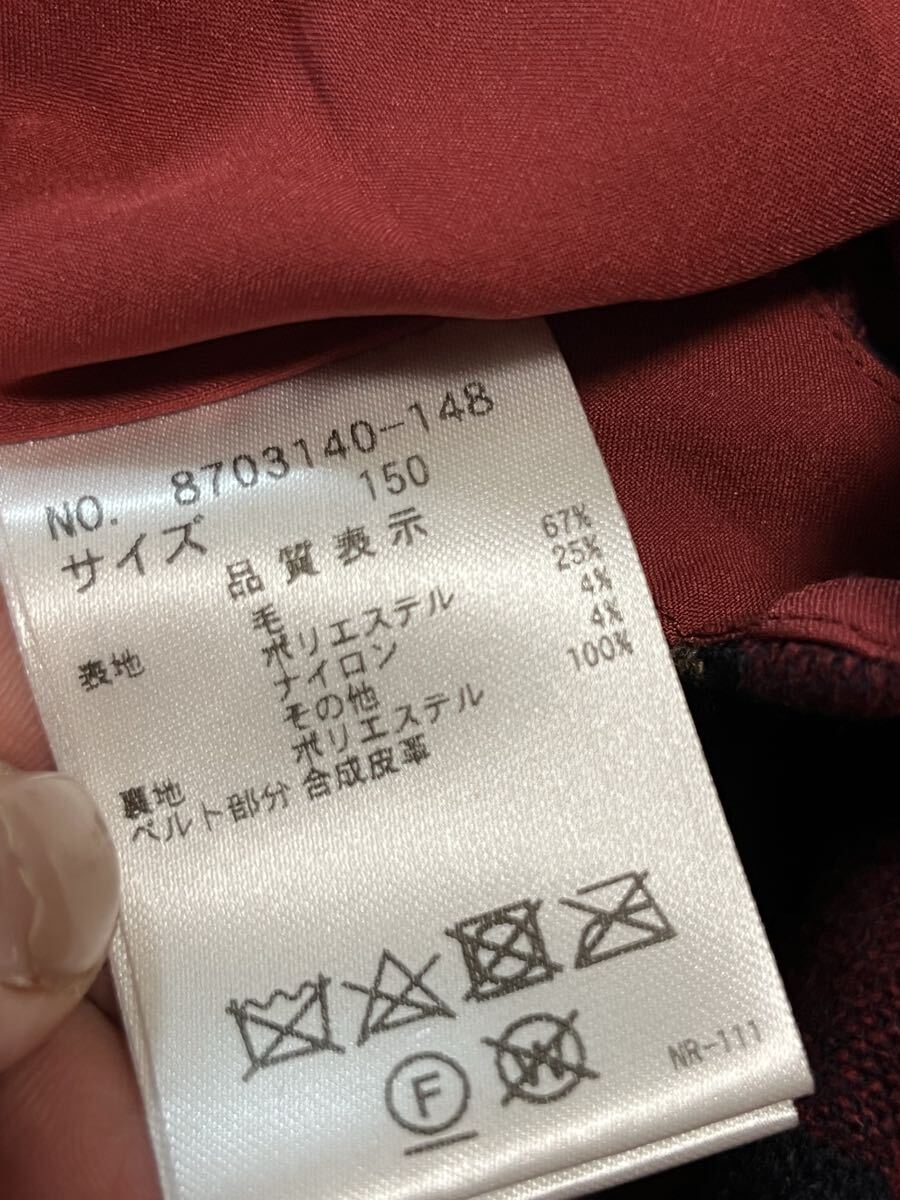 NO. 8703140-148
サイズ 150
品質表示
表地 毛 67%
ポリエステル 25%
ナイロン 4%
その他 4%
裏地 ポリエステル 100%
ベルト部分 合成皮革
F
W
NR-111